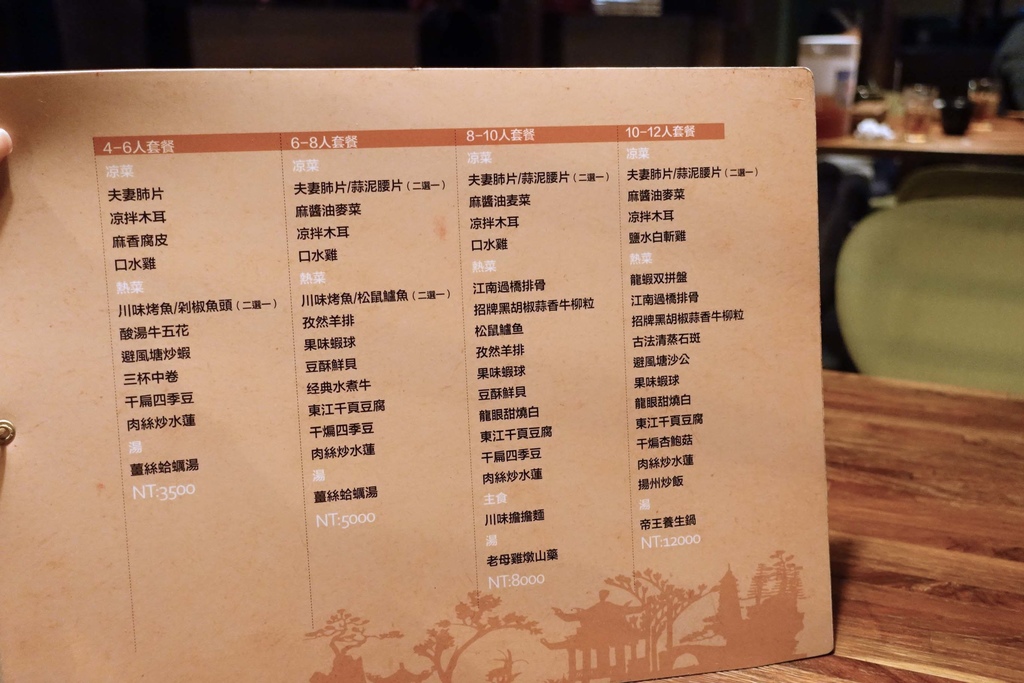 4-6人套餐
凉菜
夫妻肺片
凉拌木耳
麻香腐皮
口水雞
熱菜
川味烤魚/剁椒魚頭(二選一)
酸湯牛五花
避風塘炒蝦
三杯中卷
干扁四季豆
肉絲炒水蓮
湯
薑絲蛤蠣湯
NT:3500
6-8人套餐
凉菜
夫妻肺片/蒜泥腰片(二選一)
麻醬油麥菜
凉拌木耳
口水雞
熱菜
川味烤魚/松鼠鱸魚(二選一)
孜然羊排
果味蝦球
豆酥鮮貝
经典水煮牛
東江千頁豆腐
干煸四季豆
肉絲炒水蓮
湯
薑絲蛤蠣湯
NT:5000
8-10人套餐
凉菜
夫妻肺片/蒜泥腰片(二選一)
麻醬油麦菜
凉拌木耳
口水雞
熱菜
江南過橋排骨
招牌黑胡椒蒜香牛柳粒
松鼠鱸魚
孜然羊排
果味蝦球
豆酥鮮貝
龍眼甜燒白
東江千頁豆腐
干扁四季豆
肉絲炒水蓮
主食
川味擔擔麵
湯
老母雞燉山藥
NT:8000
10-12人套餐
凉菜
夫妻肺片/蒜泥腰片(二選一)
麻醬油麥菜
凉拌木耳
鹽水白斬雞
熱菜
龍蝦双拼盤
江南過橋排骨
招牌黑胡椒蒜香牛柳粒
古法清蒸石斑
避風塘沙公
果味蝦球
龍眼甜燒白
東江千頁豆腐
干煸杏鮑菇
肉絲炒水蓮
揚州炒飯
湯
帝王養生鍋
NT:12000